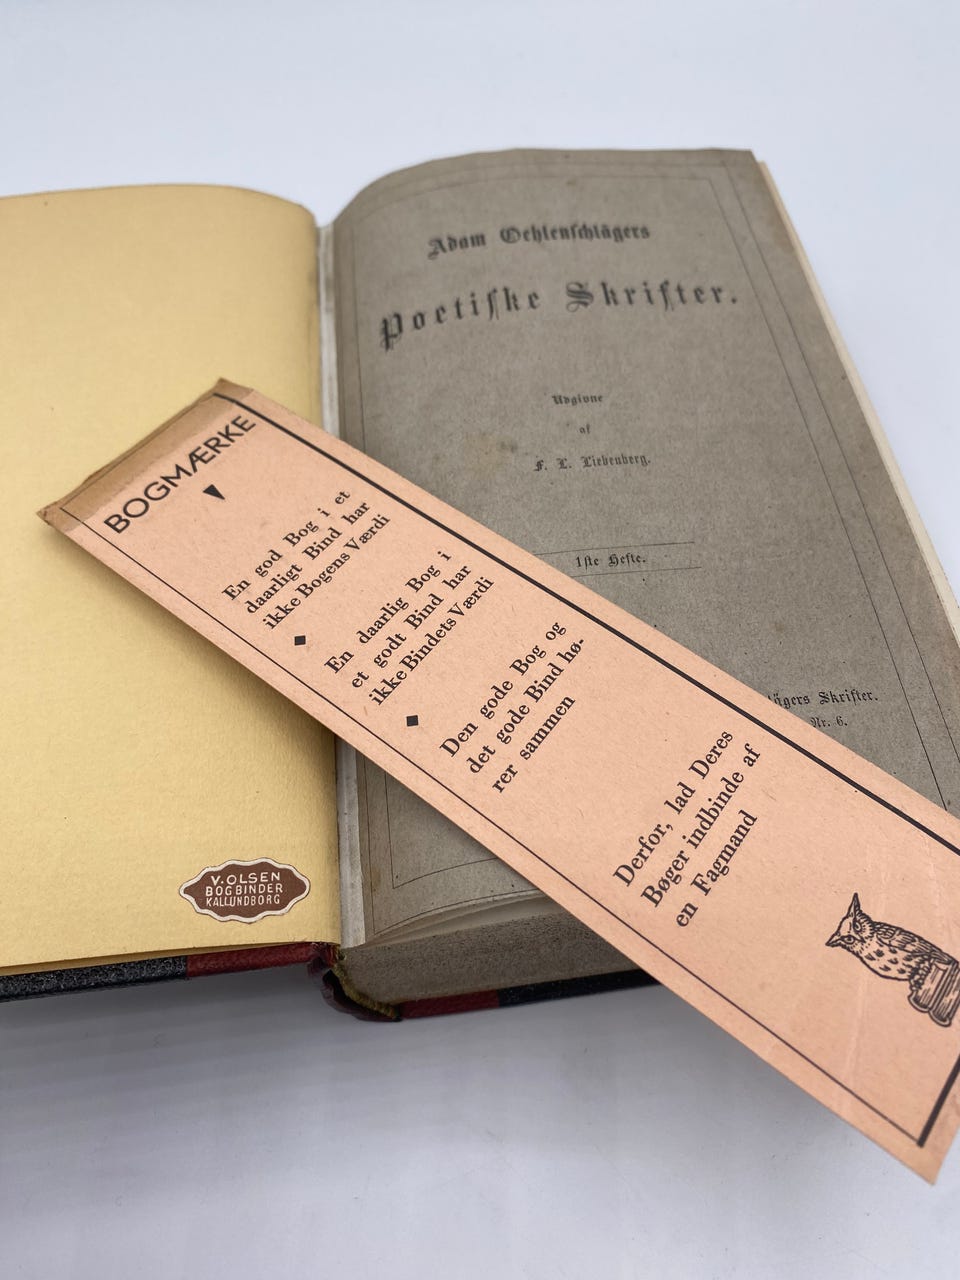 Adam Oehlenschlägers
Poetiske Skrifter.
Udgivne
af
F. L. Liebenberg.
1ste Hefte.
Skrifter.
Nr. 6.
BOGMÆRKE
En god Bog i et
daarligt Bind har
ikke Bogens Værdi
En daarlig Bog i
et godt Bind har
ikke Bindets Værdi
Den gode Bog og
det gode Bind hø-
rer sammen
Derfor, lad Deres
Bøger indbinde af
en Fagmand
V. OLSEN
BOGBINDER
KALLUNDBORG